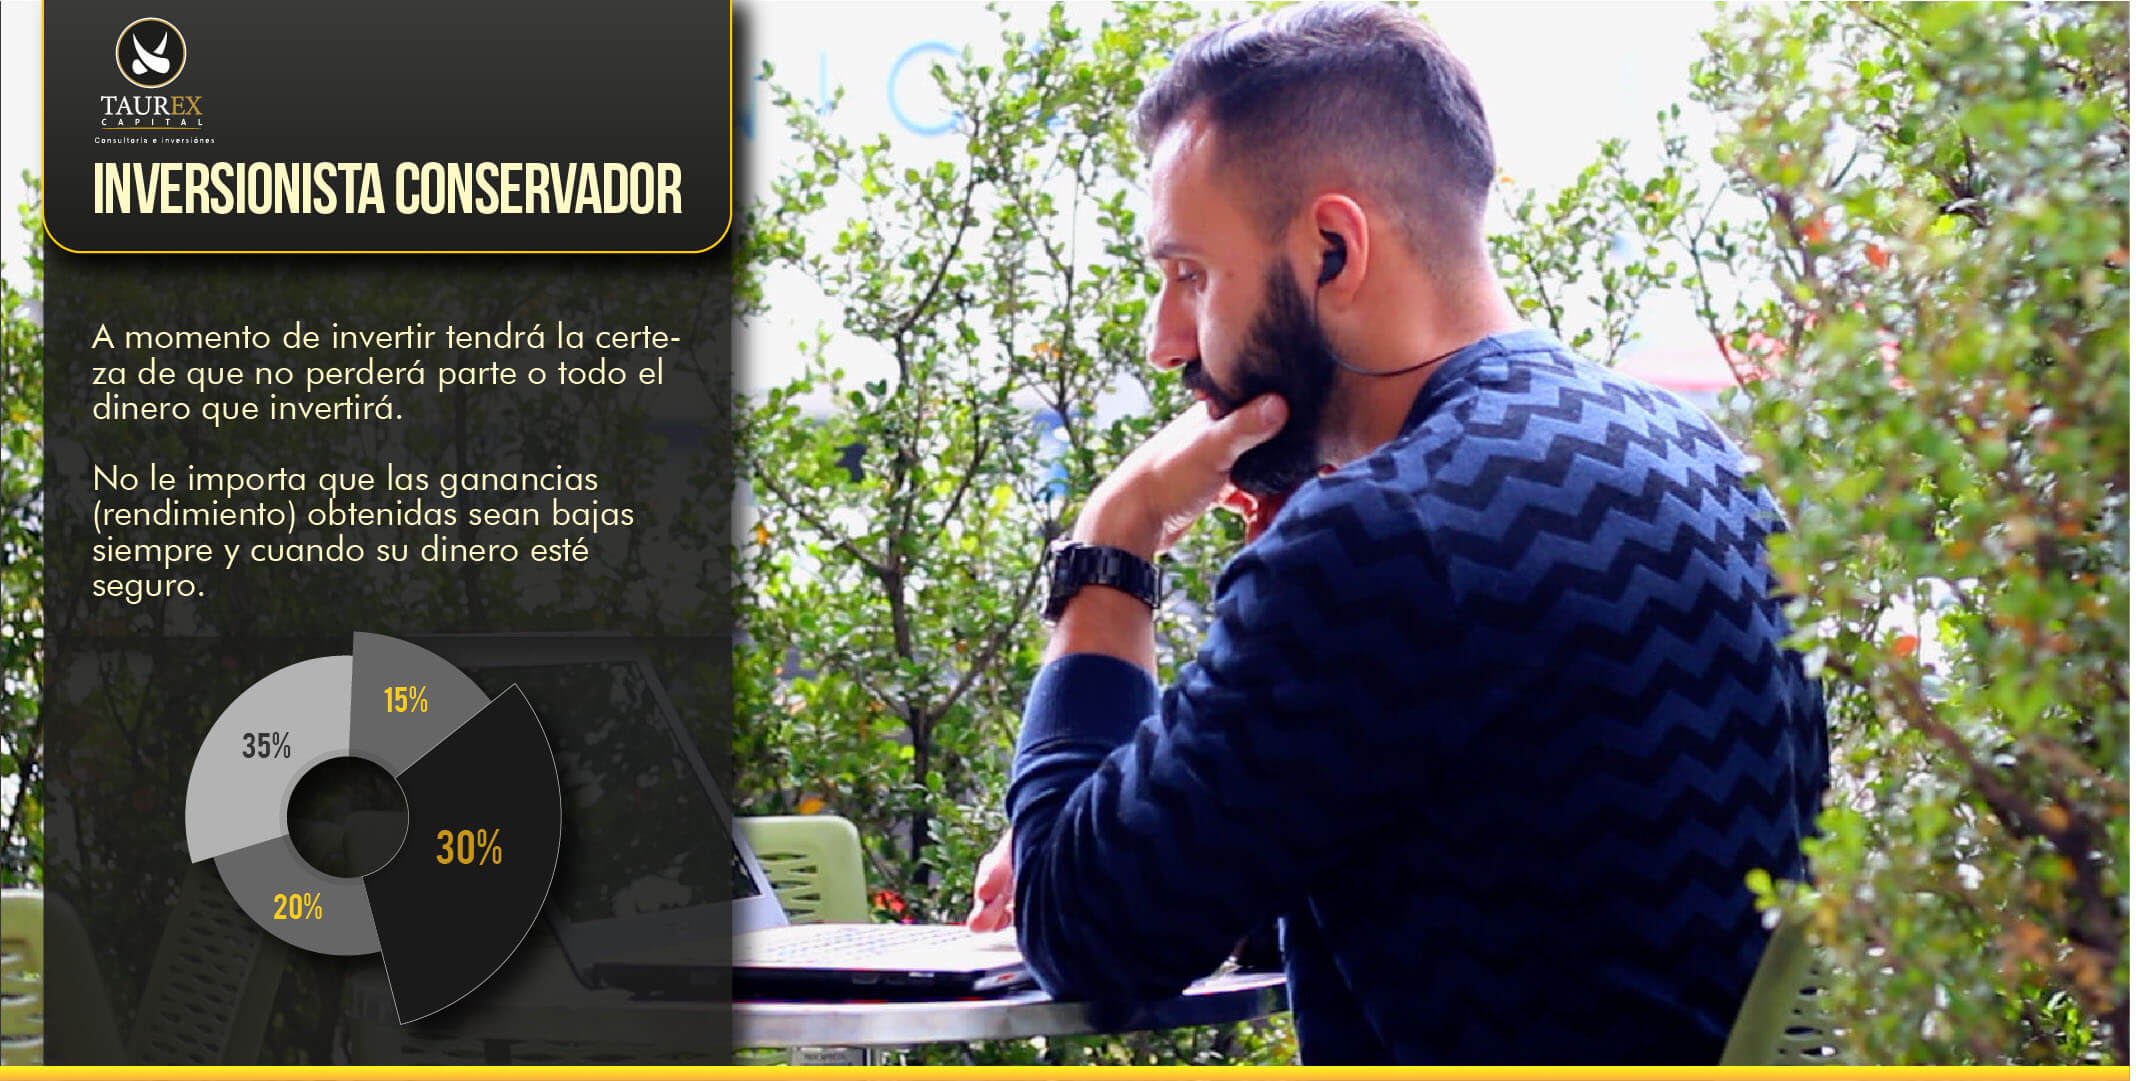 TAUREX
CAPITAL
Consultoría e inversiónes
INVERSIONISTA CONSERVADOR
A momento de invertir tendrá la certe-
za de que no perderá parte o todo el
dinero que invertirá.
No le importa que las ganancias
(rendimiento) obtenidas sean bajas
siempre y cuando su dinero esté
seguro.
15%
35%
30%
20%